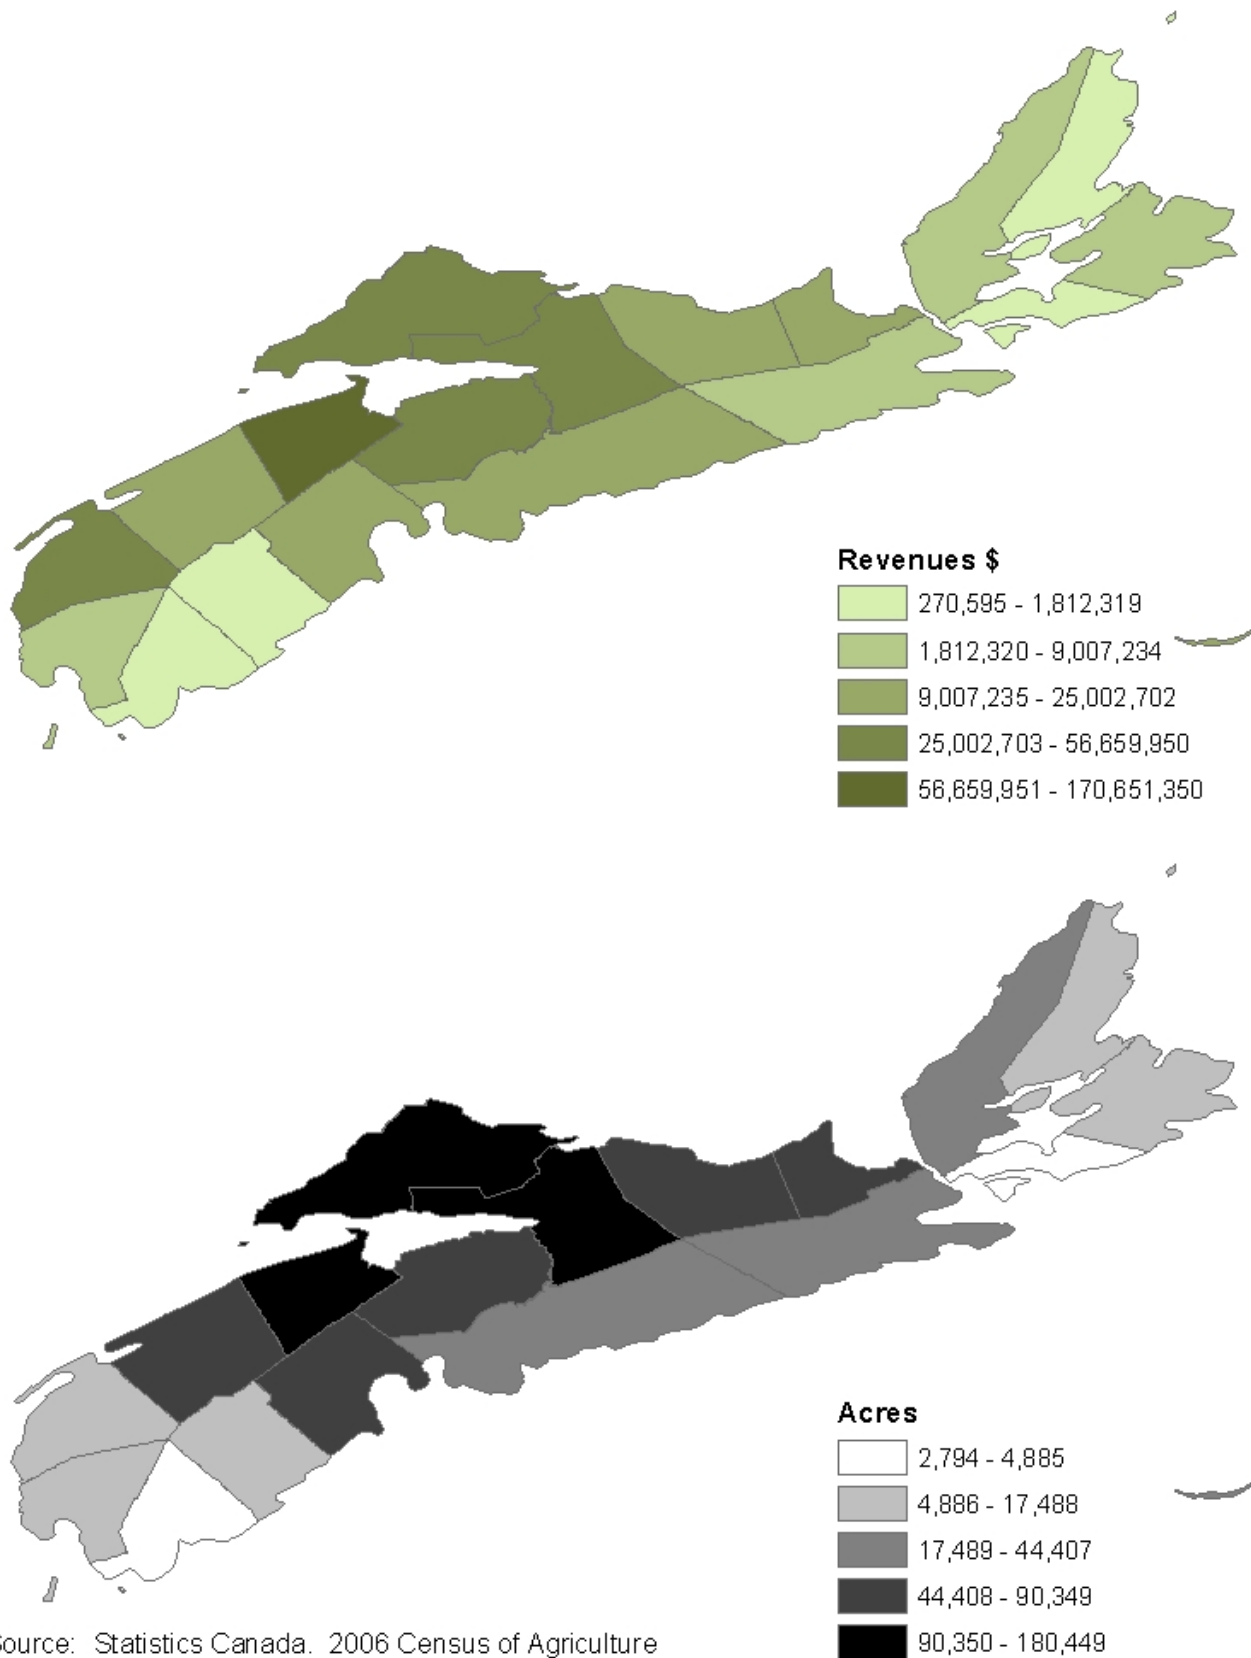 Revenues $
270,595 - 1,812,319
1,812,320 - 9,007,234
9,007,235 - 25,002,702
25,002,703 - 56,659,950
56,659,951 - 170,651,350
Acres
2,794 - 4,885
4,886 - 17,488
17,489 - 44,407
44,408 - 90,349
90,350 - 180,449
Source: Statistics Canada. 2006 Census of Agriculture